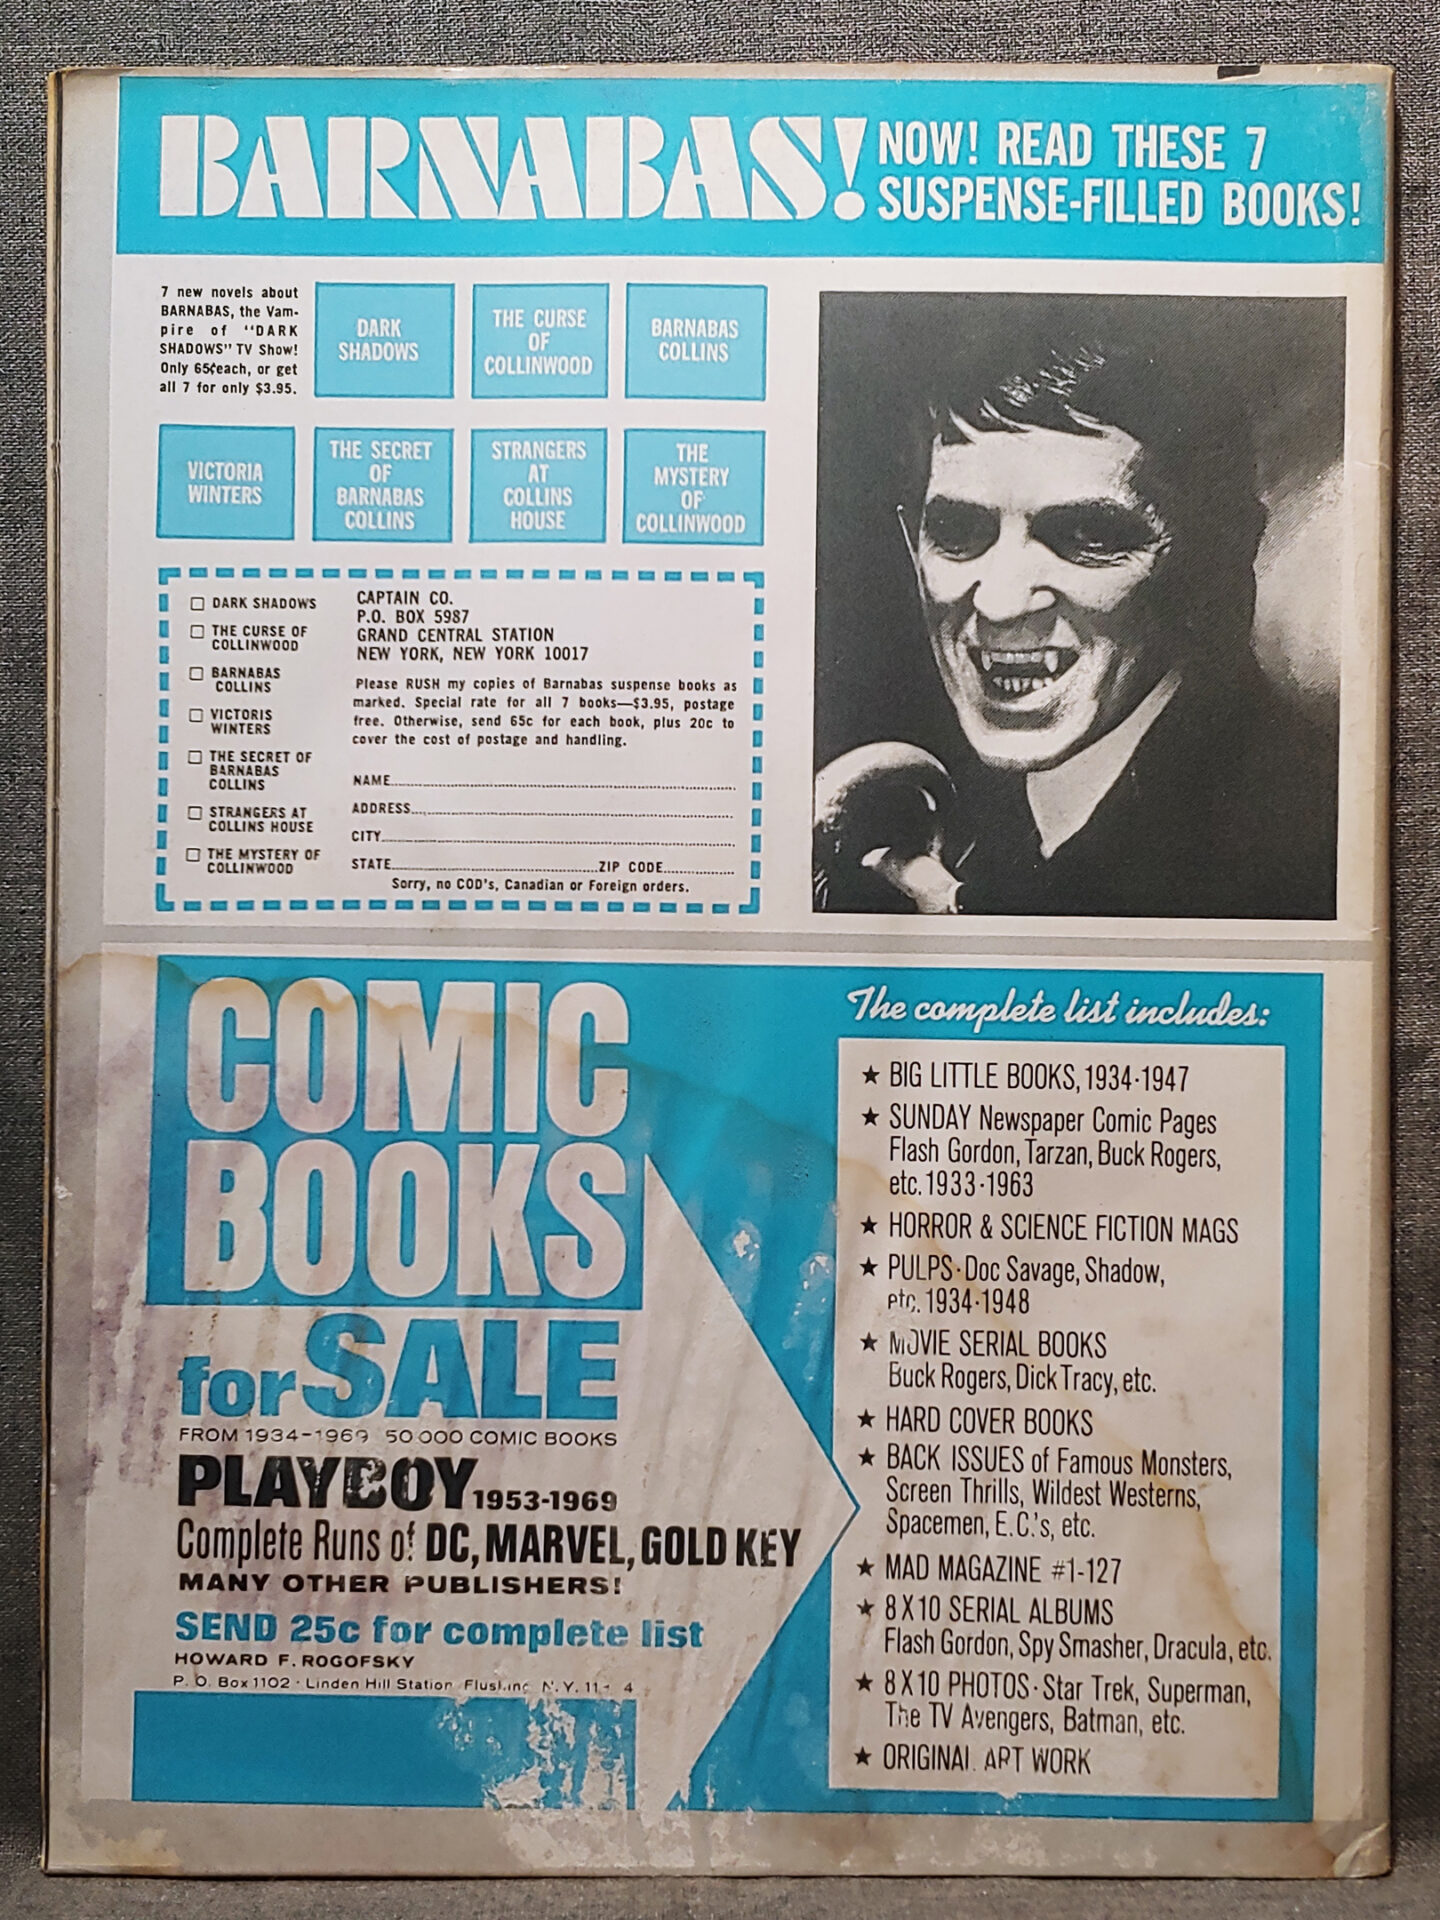 BARNABAS!
NOW! READ THESE 7
SUSPENSE-FILLED BOOKS!
7 new novels about
BARNABAS, the Vam-
pire of "DARK
SHADOWS" TV Show!
Only 65¢each, or get
all 7 for only $3.95.
DARK
SHADOWS
THE CURSE
OF
COLLINWOOD
BARNABAS
COLLINS
VICTORIA
WINTERS
THE SECRET
OF
BARNABAS
COLLINS
STRANGERS
AT
COLLINS
HOUSE
THE
MYSTERY
OF
COLLINWOOD
DARK SHADOWS
THE CURSE OF
COLLINWOOD
BARNABAS
COLLINS
VICTORIS
WINTERS
THE SECRET OF
BARNABAS
COLLINS
STRANGERS AT
COLLINS HOUSE
THE MYSTERY OF
COLLINWOOD
CAPTAIN CO.
P.O. BOX 5987
GRAND CENTRAL STATION
NEW YORK, NEW YORK 10017
Please RUSH my copies of Barnabas suspense books as
marked. Special rate for all 7 books—$3.95, postage
free. Otherwise, send 65c for each book, plus 20c to
cover the cost of postage and handling.
NAME
ADDRESS
CITY
STATE ZIP CODE
Sorry, no COD's, Canadian or Foreign orders.
COMIC
BOOKS
for SALE
FROM 1934-1969 50 000 COMIC BOOKS
PLAYBOY 1953-1969
Complete Runs of DC, MARVEL, GOLD KEY
MANY OTHER PUBLISHERS!
SEND 25c for complete list
HOWARD F. ROGOFSKY
P. O. Box 1102 · Linden Hill Station Flushing N. Y.
The complete list includes:
★ BIG LITTLE BOOKS, 1934-1947
★ SUNDAY Newspaper Comic Pages
Flash Gordon, Tarzan, Buck Rogers,
etc. 1933-1963
★ HORROR & SCIENCE FICTION MAGS
★ PULPS · Doc Savage, Shadow,
etc. 1934-1948
★ MOVIE SERIAL BOOKS
Buck Rogers, Dick Tracy, etc.
★ HARD COVER BOOKS
★ BACK ISSUES of Famous Monsters,
Screen Thrills, Wildest Westerns,
Spacemen, E.C.'s, etc.
★ MAD MAGAZINE #1-127
★ 8 X 10 SERIAL ALBUMS
Flash Gordon, Spy Smasher, Dracula, etc.
★ 8 X 10 PHOTOS · Star Trek, Superman,
The TV Avengers, Batman, etc.
★ ORIGINAL ART WORK